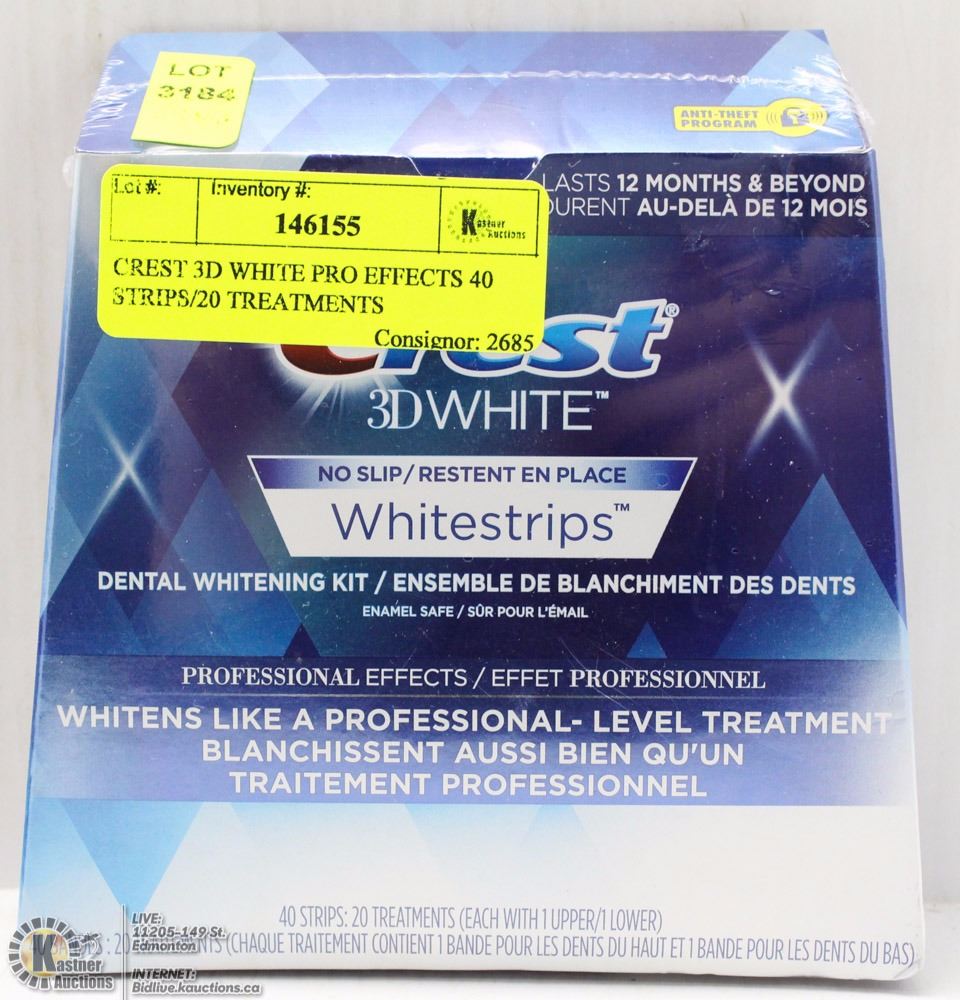 LOT
3184
ANTI-THEFT
PROGRAM
Lot #:
Inventory #:
146155
Kastner
Auctions
CREST 3D WHITE PRO EFFECTS 40
STRIPS/20 TREATMENTS
Consignor: 2685
LASTS 12 MONTHS & BEYOND
DURENT AU-DELÀ DE 12 MOIS
Crest®
3D WHITE™
NO SLIP / RESTENT EN PLACE
Whitestrips™
DENTAL WHITENING KIT / ENSEMBLE DE BLANCHIMENT DES DENTS
ENAMEL SAFE / SÛR POUR L'ÉMAIL
PROFESSIONAL EFFECTS / EFFET PROFESSIONNEL
WHITENS LIKE A PROFESSIONAL- LEVEL TREATMENT
BLANCHISSENT AUSSI BIEN QU'UN
TRAITEMENT PROFESSIONNEL
40 STRIPS: 20 TREATMENTS (EACH WITH 1 UPPER/1 LOWER)
: 20 (CHAQUE TRAITEMENT CONTIENT 1 BANDE POUR LES DENTS DU HAUT ET 1 BANDE POUR LES DENTS DU BAS)
Kastner
Auctions
LIVE:
11205-149 St.
Edmonton
INTERNET:
Bidlive.kauctions.ca